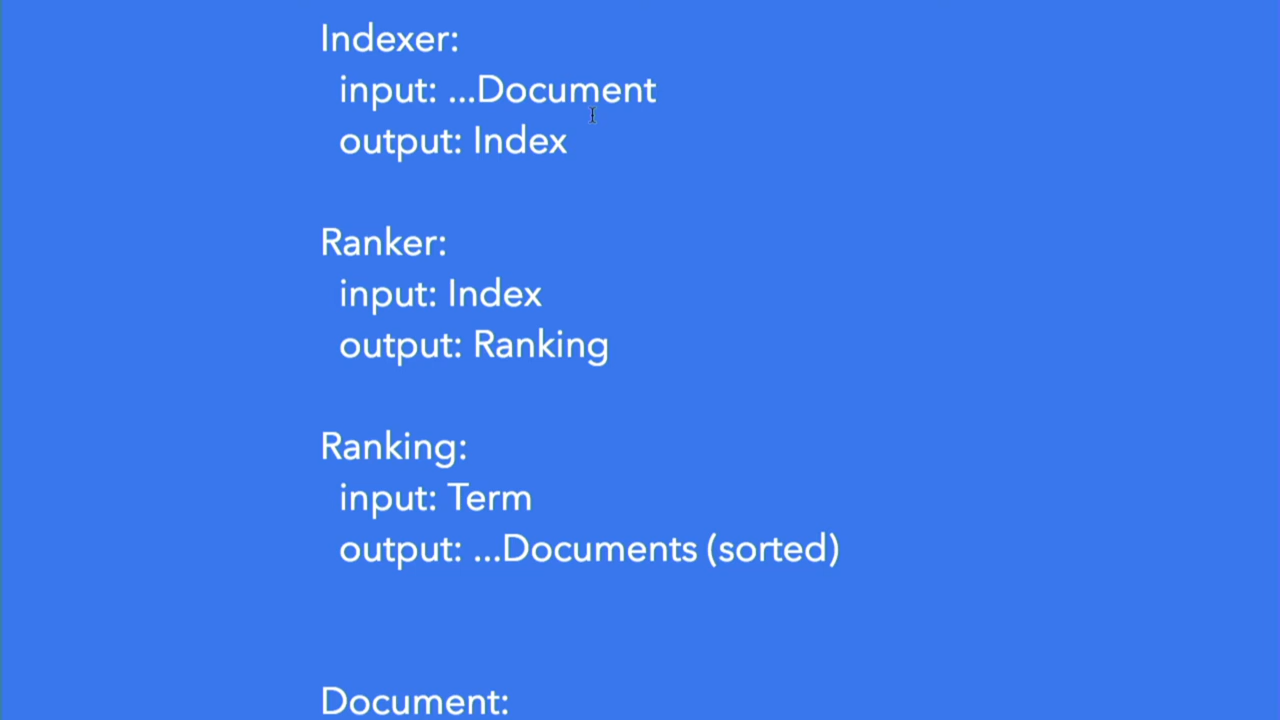 Indexer:
input: ...Document
output: Index
Ranker:
input: Index
output: Ranking
Ranking:
input: Term
output: ...Documents (sorted)
Document: